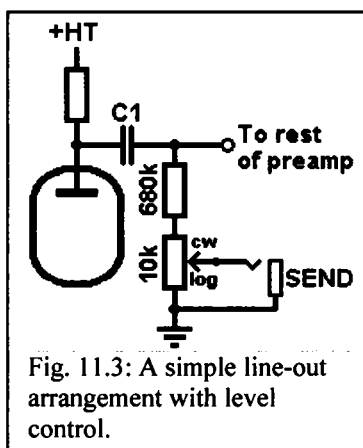 +HT
C1
To rest
of preamp
680k
10k
cw
log
SEND
Fig. 11.3: A simple line-out
arrangement with level
control.